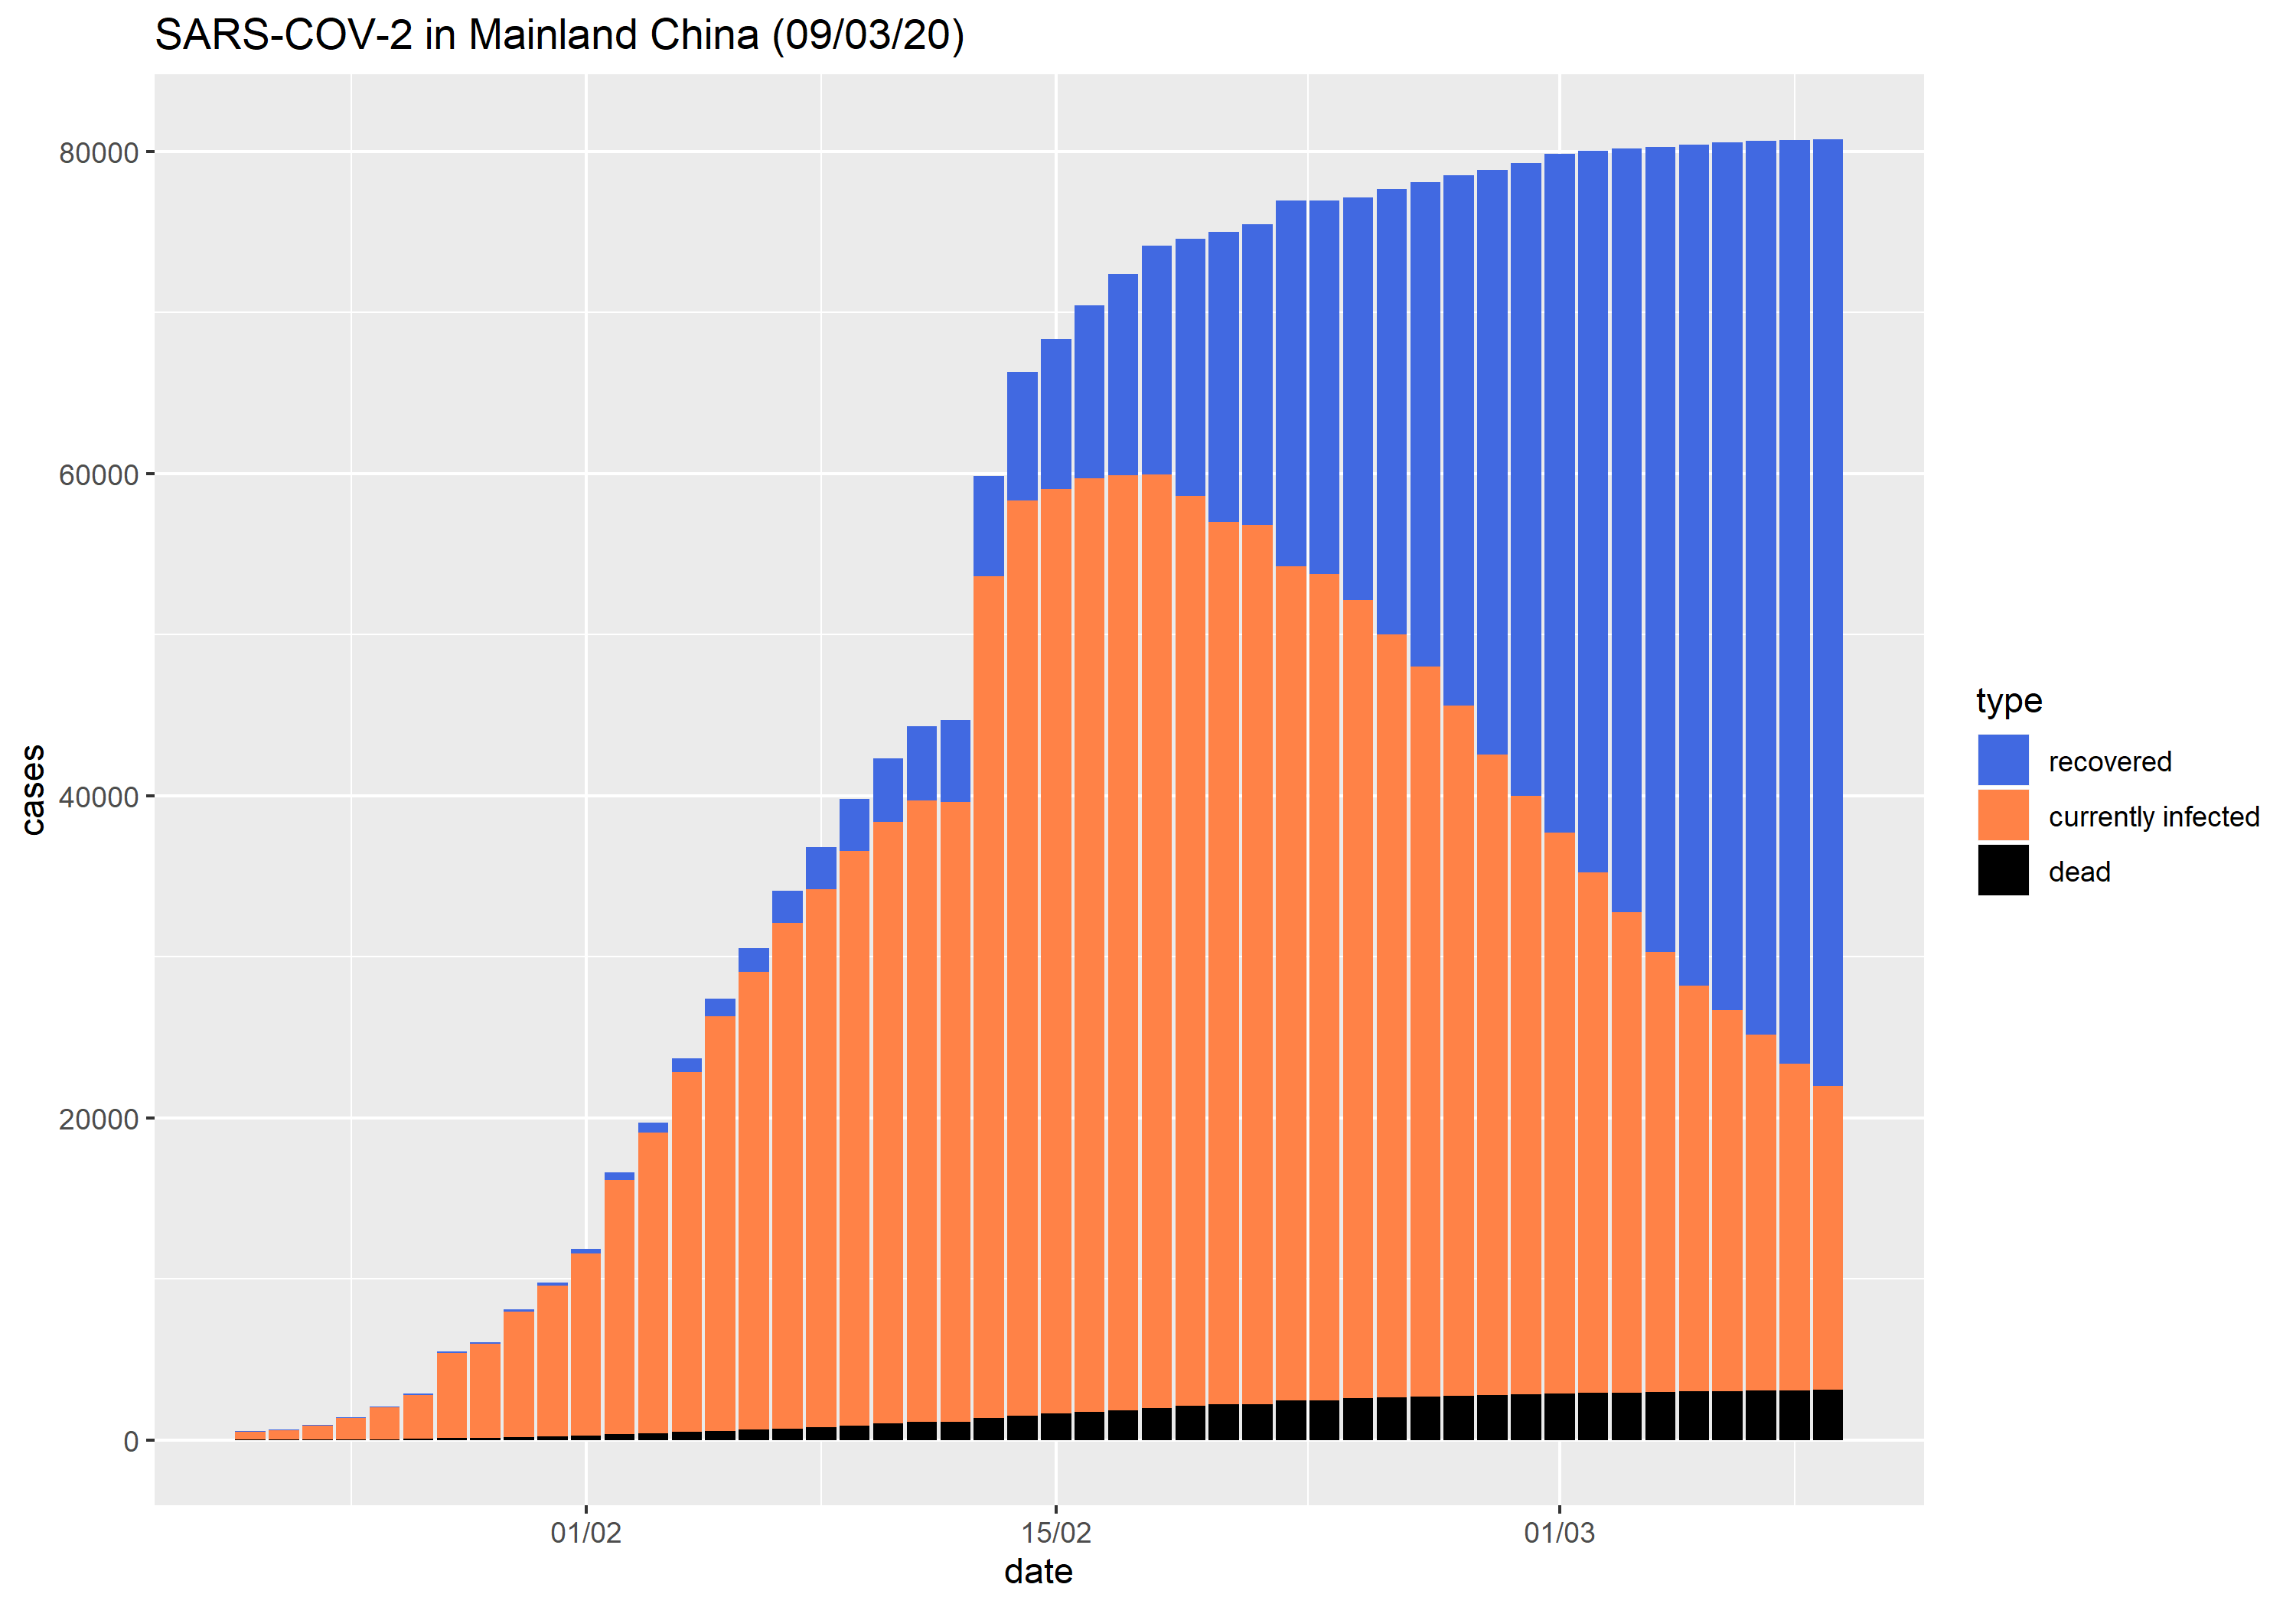 SARS-COV-2 in Mainland China (09/03/20)
80000
60000
40000
20000
0
cases
01/02
15/02
01/03
date
type
recovered
currently infected
dead